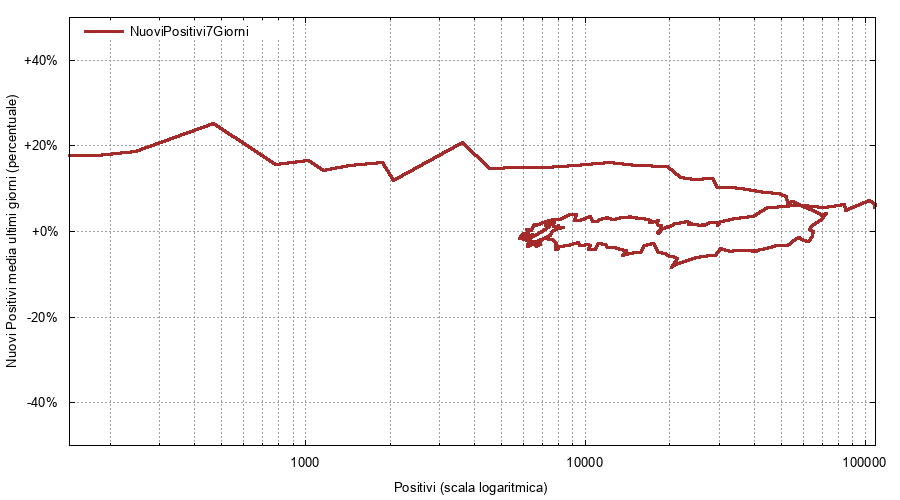 NuoviPositivi7Giorni
+40%
+20%
+0%
-20%
-40%
Nuovi Positivi media ultimi giorni (percentuale)
1000
10000
100000
Positivi (scala logaritmica)